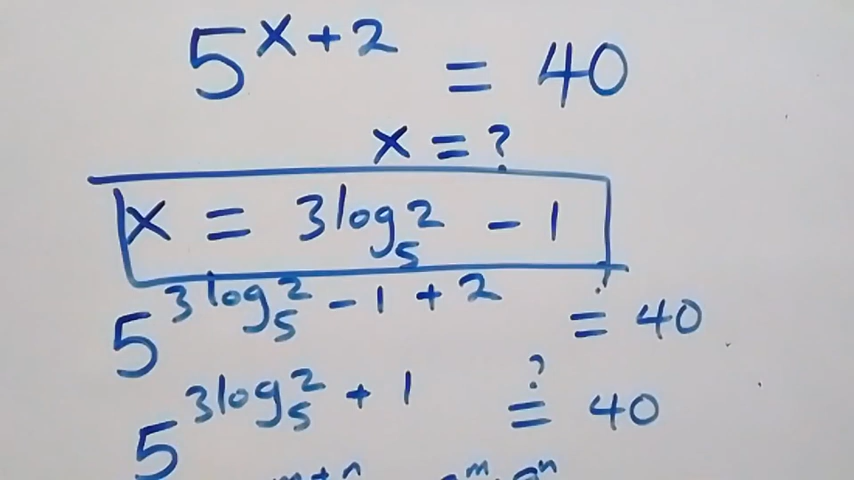 5^{x+2} = 40
x = ?
x = 3log_5 2 - 1
5^{3log_5 2 - 1 + 2} ≟ 40
5^{3log_5 2 + 1} ≟ 40